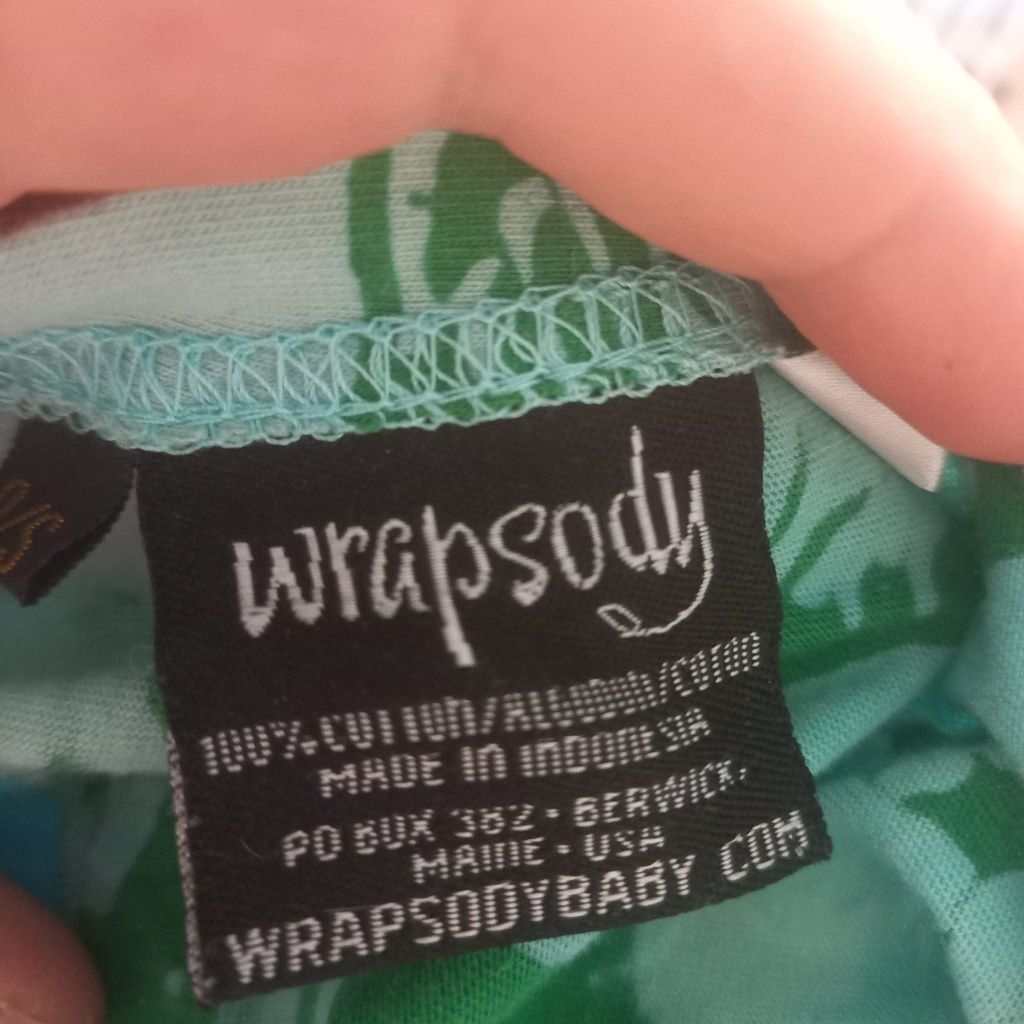 wrapsody
100% COTTON/ALGODON/COTON
MADE IN INDONESIA
PO BOX 382 • BERWICK,
MAINE • USA
WRAPSODYBABY COM